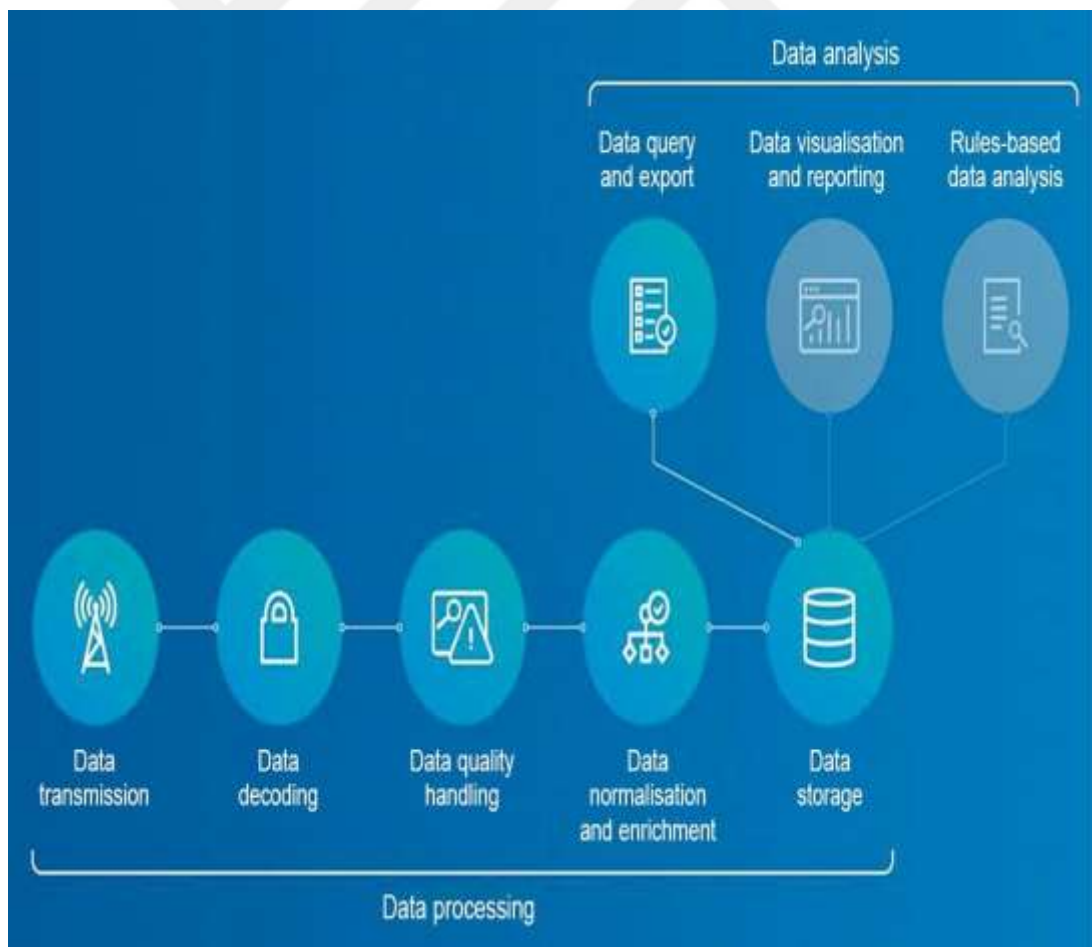 Data analysis
Data query
and export
Data visualisation
and reporting
Rules-based
data analysis
Data
transmission
Data
decoding
Data quality
handling
Data
normalisation
and enrichment
Data
storage
Data processing